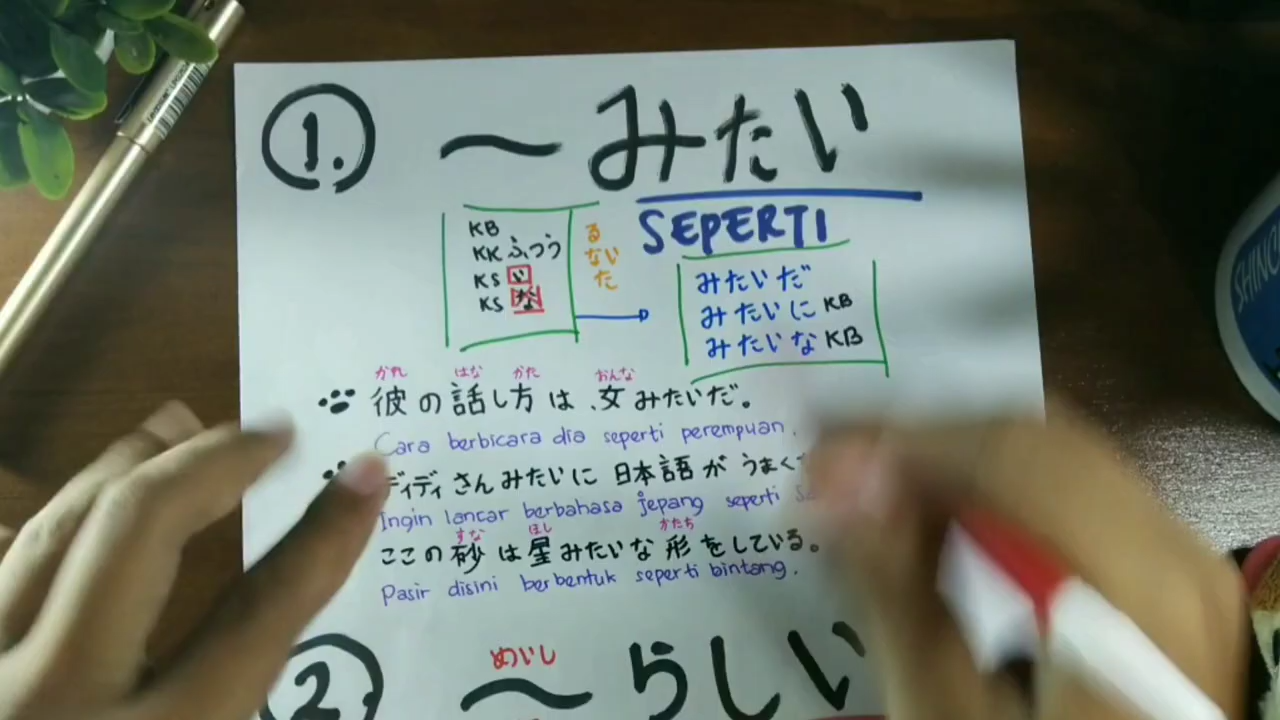 1. ～みたい
SEPERTI
KB
KK ふつう
KS い
KS な
る
ない
た
みたいだ
みたいに KB
みたいな KB
かれ はな かた おんな
彼の話し方は、女みたいだ。
Cara berbicara dia seperti perempuan.
ディディさんみたいに 日本語が うまく
Ingin lancar berbahasa jepang seperti
すな ほし かたち
ここの砂は星みたいな形をしている。
Pasir disini berbentuk seperti bintang.
めいし
2 ～らしい